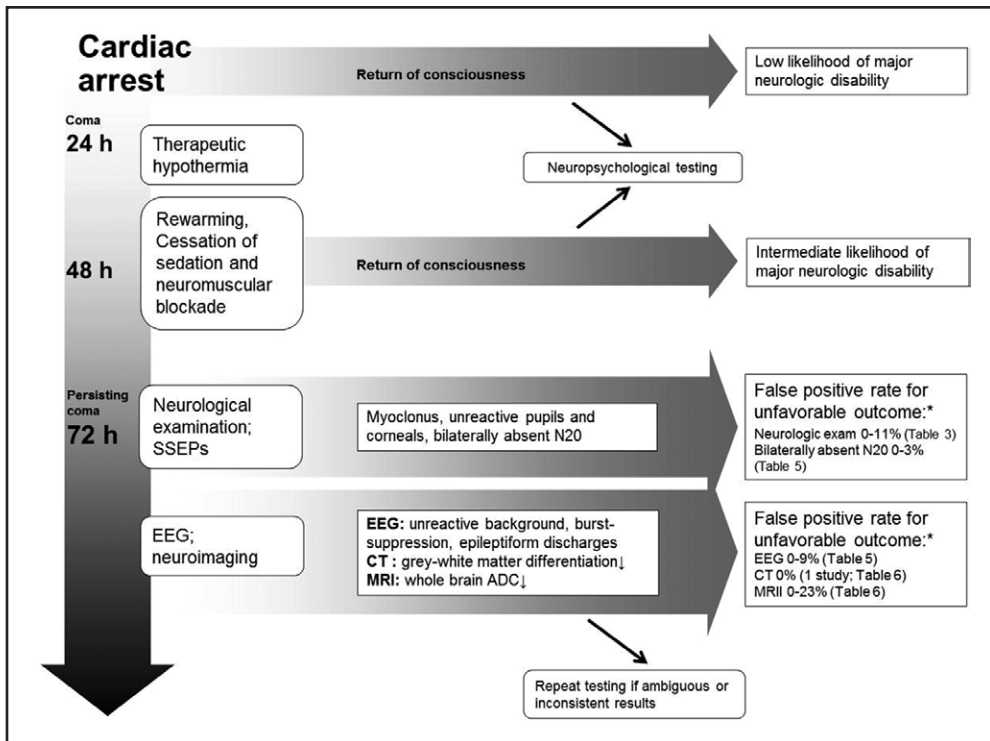 Cardiac
arrest
Return of consciousness
Low likelihood of major
neurologic disability
Coma
24 h
Therapeutic
hypothermia
Neuropsychological testing
Rewarming,
Cessation of
sedation and
neuromuscular
blockade
48 h
Return of consciousness
Intermediate likelihood of
major neurologic disability
Persisting
coma
72 h
Neurological
examination;
SSEPs
Myoclonus, unreactive pupils and
corneals, bilaterally absent N20
False positive rate for
unfavorable outcome:*
Neurologic exam 0-11% (Table 3)
Bilaterally absent N20 0-3%
(Table 5)
EEG;
neuroimaging
EEG: unreactive background, burst-
suppression, epileptiform discharges
CT : grey-white matter differentiation↓
MRI: whole brain ADC↓
False positive rate for
unfavorable outcome:*
EEG 0-9% (Table 5)
CT 0% (1 study; Table 6)
MRII 0-23% (Table 6)
Repeat testing if ambiguous or
inconsistent results